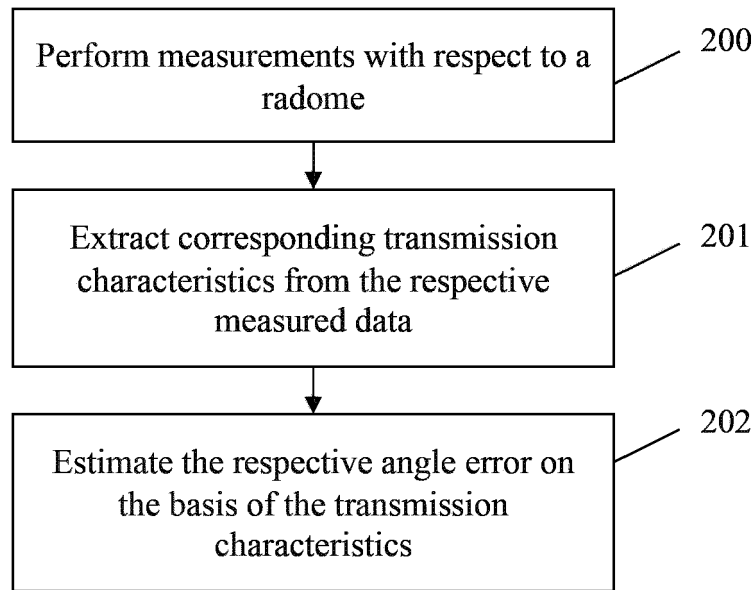 Perform measurements with respect to a
radome
200
Extract corresponding transmission
characteristics from the respective
measured data
201
Estimate the respective angle error on
the basis of the transmission
characteristics
202